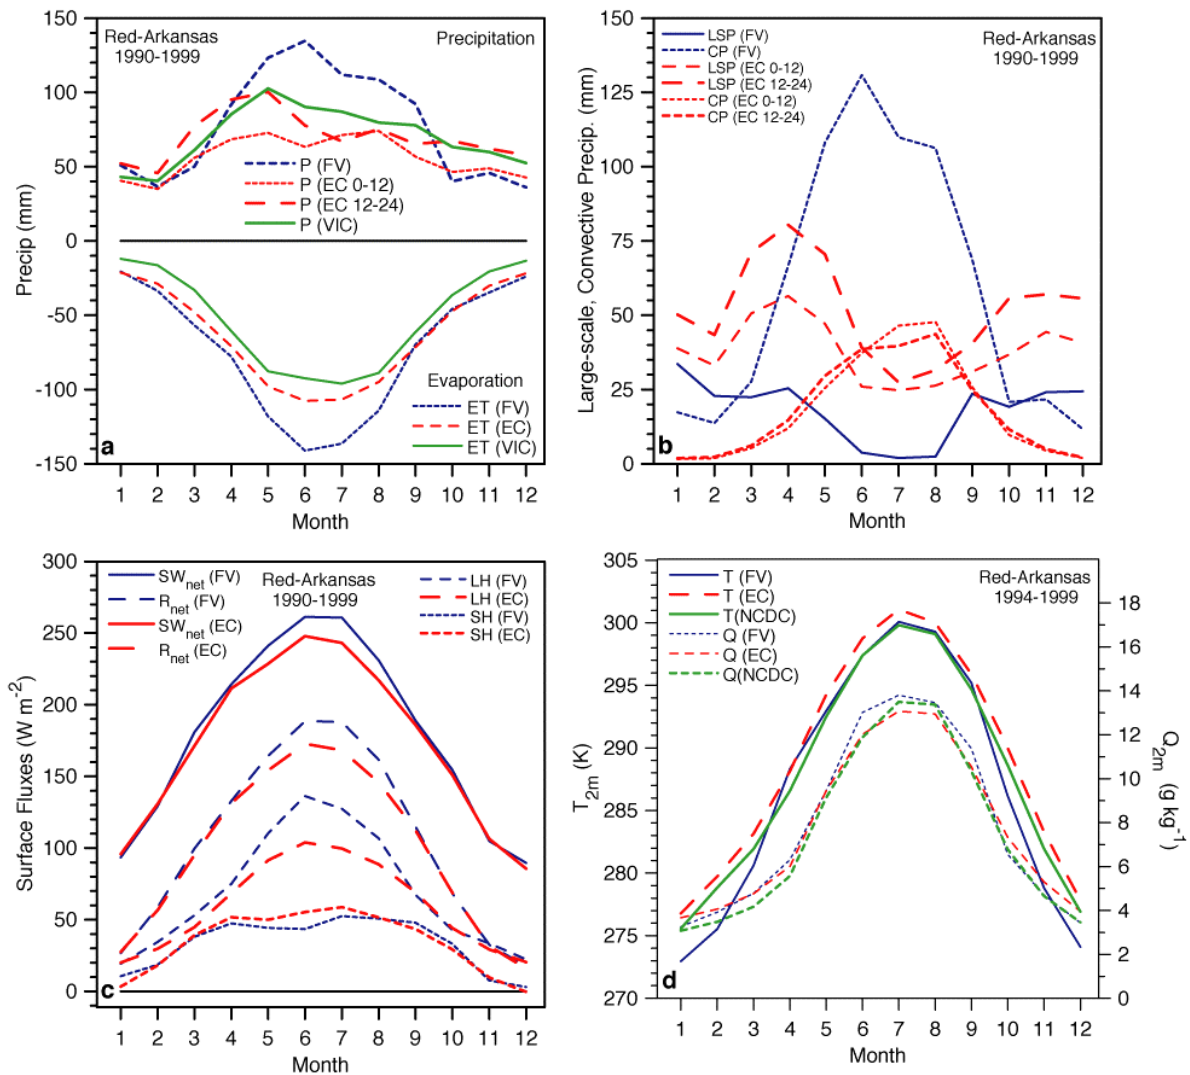 150
100
50
0
-50
-100
-150
Precip (mm)
Red-Arkansas
1990-1999
Precipitation
P (FV)
P (EC 0-12)
P (EC 12-24)
P (VIC)
Evaporation
ET (FV)
ET (EC)
ET (VIC)
a
1 2 3 4 5 6 7 8 9 10 11 12
Month
150
125
100
75
50
25
0
Large-scale, Convective Precip. (mm)
LSP (FV)
CP (FV)
LSP (EC 0-12)
LSP (EC 12-24)
CP (EC 0-12)
CP (EC 12-24)
Red-Arkansas
1990-1999
b
1 2 3 4 5 6 7 8 9 10 11 12
Month
300
250
200
150
100
50
0
Surface Fluxes (W m-2)
SWnet (FV)
Rnet (FV)
SWnet (EC)
Rnet (EC)
Red-Arkansas
1990-1999
LH (FV)
LH (EC)
SH (FV)
SH (EC)
c
1 2 3 4 5 6 7 8 9 10 11 12
Month
305
300
295
290
285
280
275
270
T2m (K)
T (FV)
T (EC)
T(NCDC)
Q (FV)
Q (EC)
Q(NCDC)
Red-Arkansas
1994-1999
18
16
14
12
10
8
6
4
2
0
Q2m (g kg-1)
d
1 2 3 4 5 6 7 8 9 10 11 12
Month